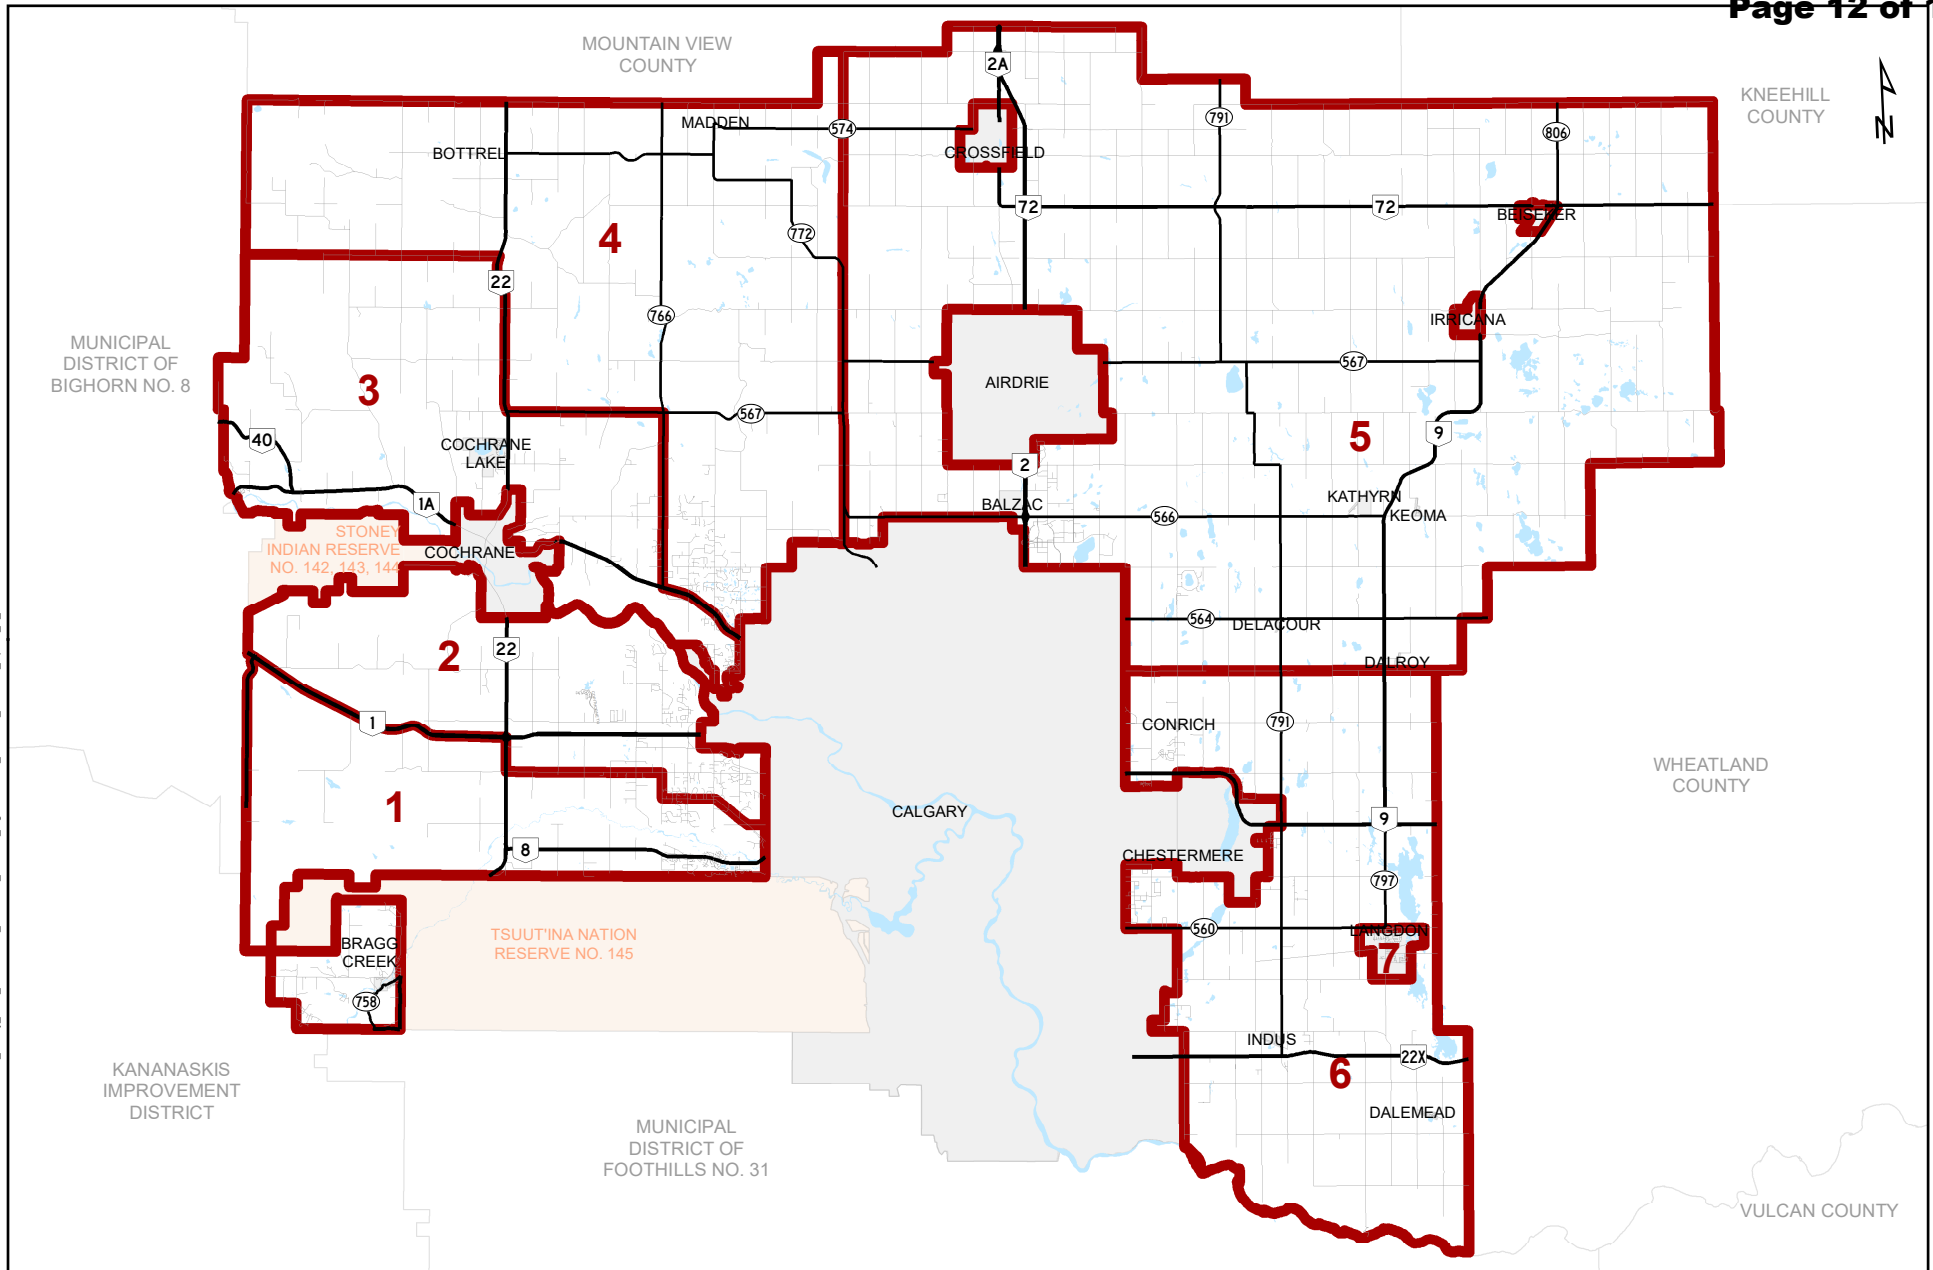 Page 12 of
MOUNTAIN VIEW
COUNTY
2A
KNEEHILL
COUNTY
791
806
MADDEN
574
BOTTREL
CROSSFIELD
72
72
BEISEKER
772
4
22
766
IRRICANA
MUNICIPAL
DISTRICT OF
BIGHORN NO. 8
567
3
AIRDRIE
567
5
9
40
COCHRANE
LAKE
2
KATHYRN
1A
BALZAC
566
KEOMA
STONEY
INDIAN RESERVE
NO. 142, 143, 144
COCHRANE
564
DELACOUR
2
22
DALROY
1
CONRICH
791
WHEATLAND
COUNTY
1
CALGARY
9
8
CHESTERMERE
797
560
LANGDON
BRAGG
CREEK
TSUUT'INA NATION
RESERVE NO. 145
7
758
INDUS
22X
6
KANANASKIS
IMPROVEMENT
DISTRICT
DALEMEAD
MUNICIPAL
DISTRICT OF
FOOTHILLS NO. 31
VULCAN COUNTY
N